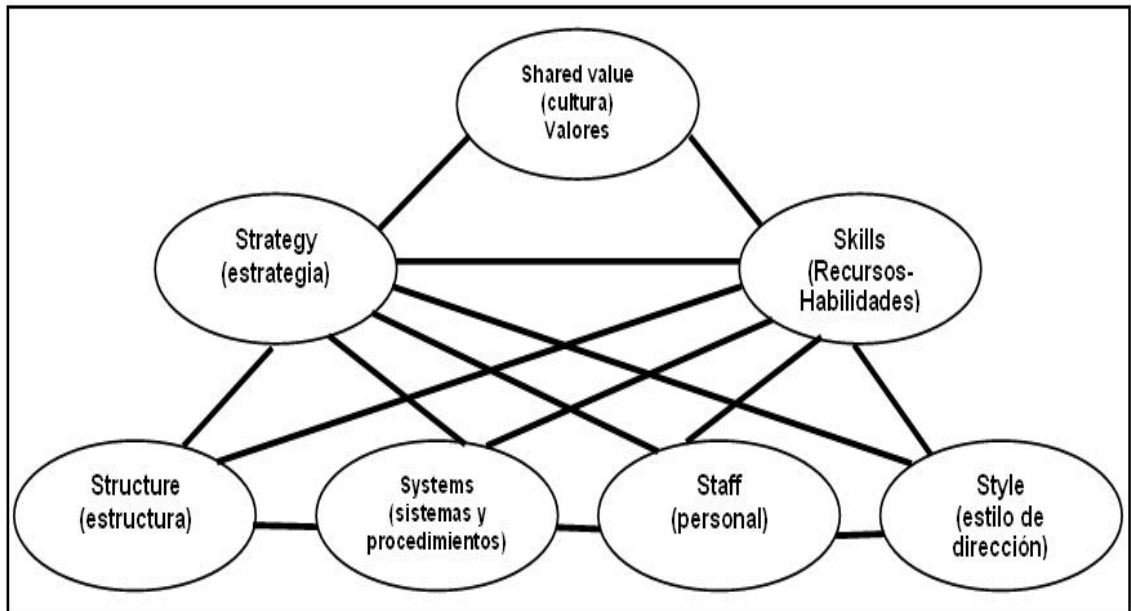 Shared value
(cultura)
Valores
Strategy
(estrategia)
Skills
(Recursos-
Habilidades)
Structure
(estructura)
Systems
(sistemas y
procedimientos)
Staff
(personal)
Style
(estilo de
dirección)